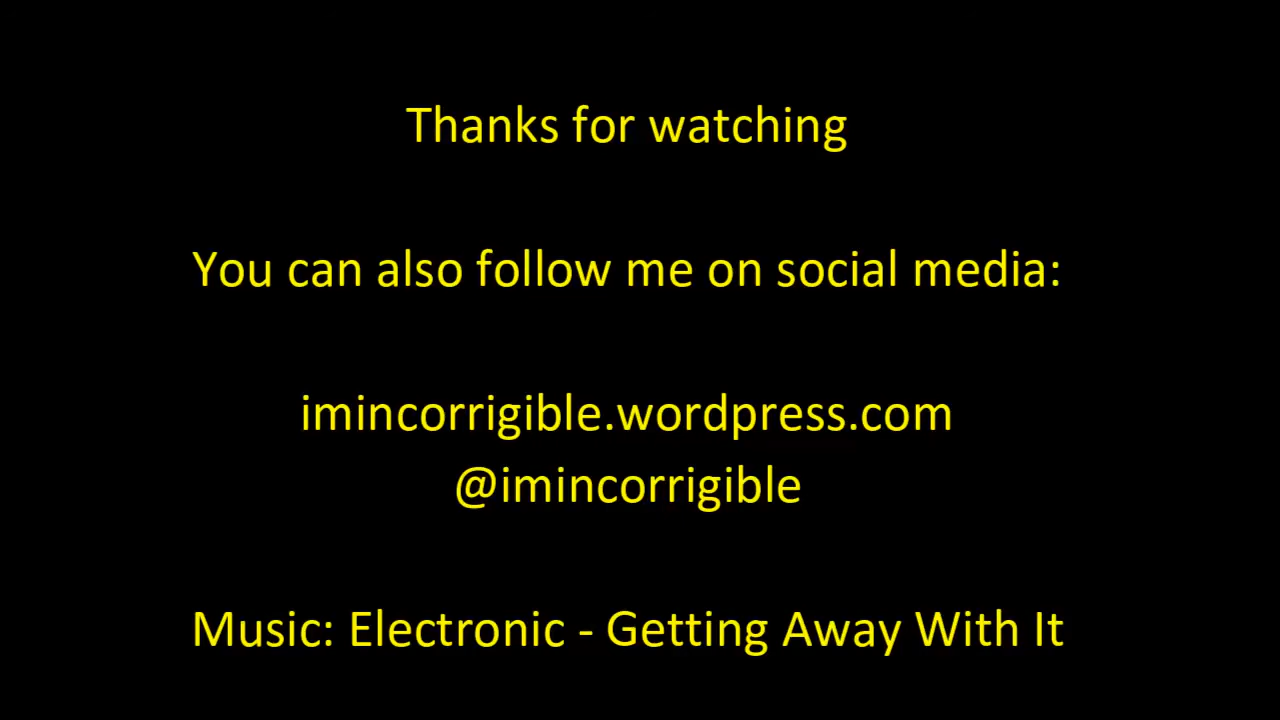 Thanks for watching
You can also follow me on social media:
imincorrigible.wordpress.com
@imincorrigible
Music: Electronic - Getting Away With It